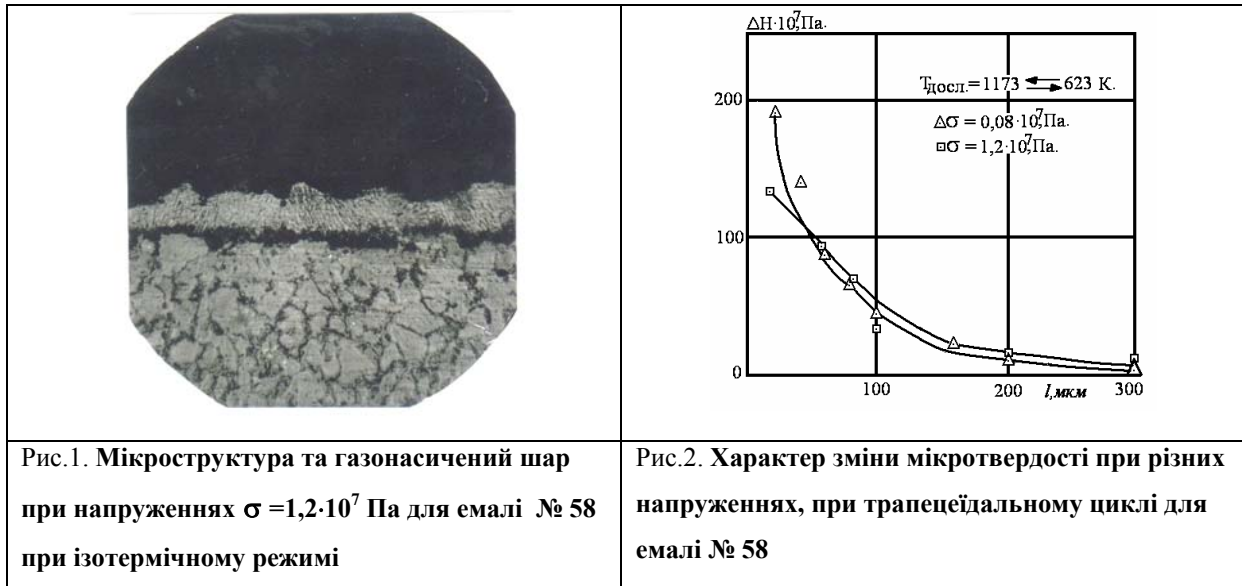 ΔH·10⁷,Па.
Tдосл.=1173 ⇄ 623 К.
200
Δσ = 0,08·10⁷,Па.
⊡σ = 1,2·10⁷,Па.
100
0
100
200
l,мкм
300
Рис.1. Мікроструктура та газонасичений шар
при напруженнях σ =1,2·10⁷ Па для емалі № 58
при ізотермічному режимі
Рис.2. Характер зміни мікротвердості при різних
напруженнях, при трапецеїдальному циклі для
емалі № 58